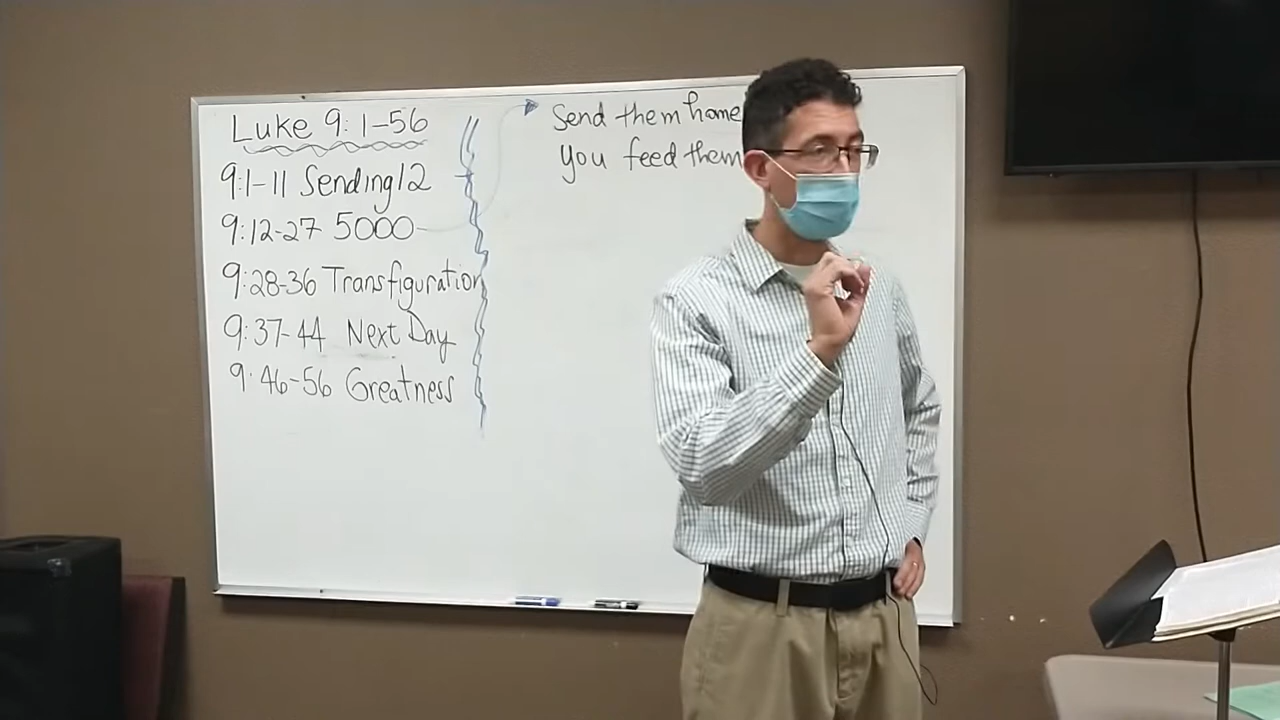 Luke 9:1-56
9:1-11 Sending 12
9:12-27 5000
9:28-36 Transfiguration
9:37-44 Next Day
9:46-56 Greatness
Send them home
you feed them